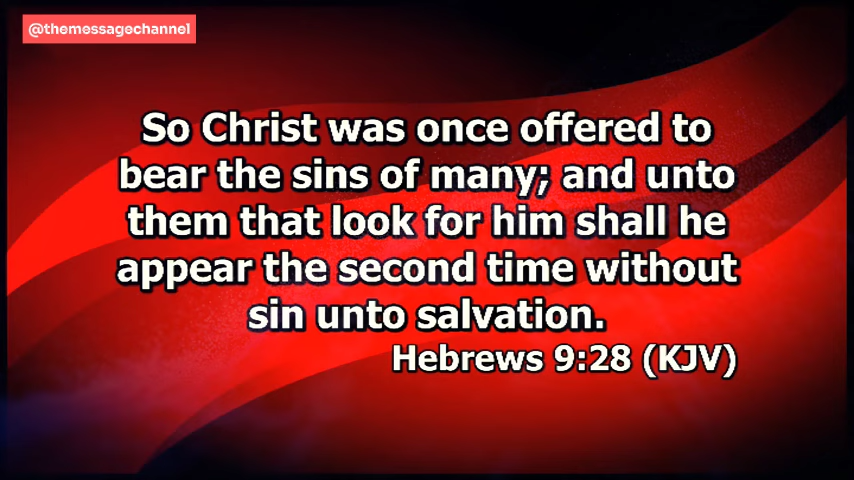 @themessagechannel
So Christ was once offered to
bear the sins of many; and unto
them that look for him shall he
appear the second time without
sin unto salvation.
Hebrews 9:28 (KJV)